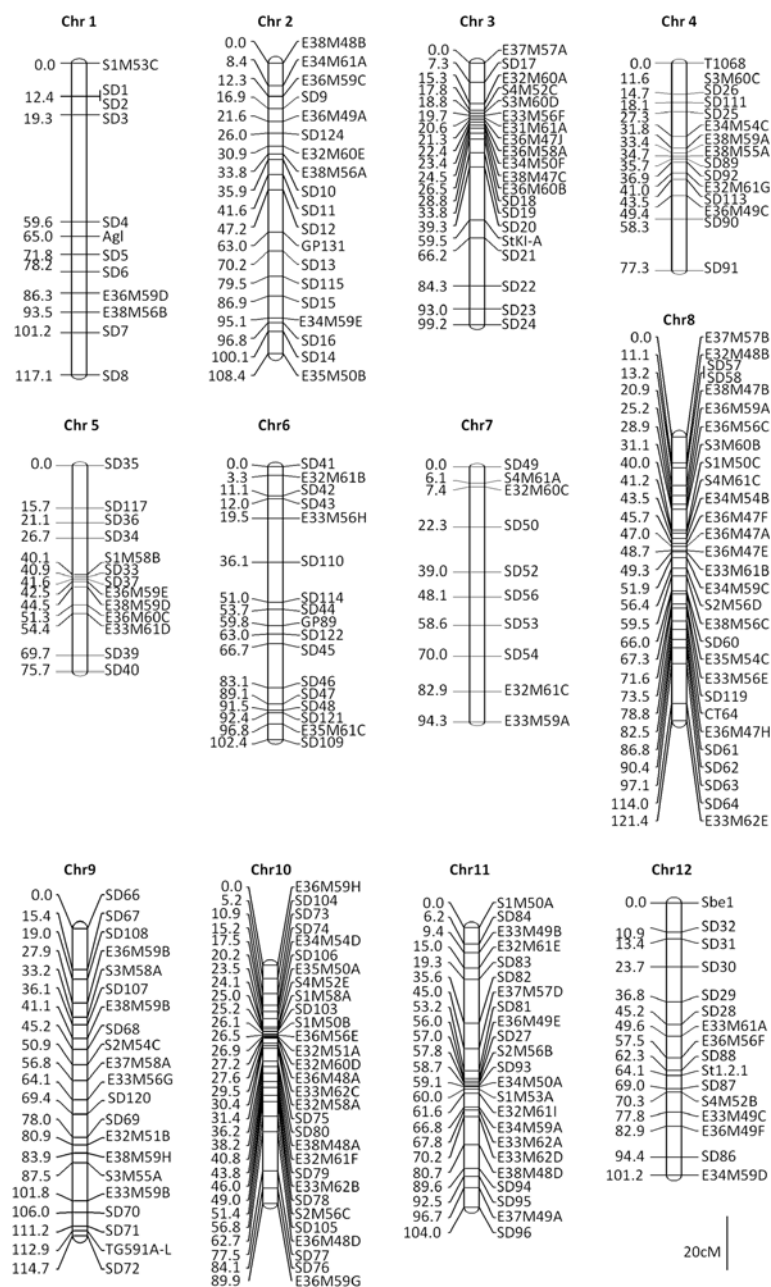 Chr 1
0.0 S1M53C
SD1
12.4 SD2
19.3 SD3
59.6 SD4
65.0 Agl
71.8 SD5
78.2 SD6
86.3 E36M59D
93.5 E38M56B
101.2 SD7
117.1 SD8
Chr 2
0.0 E38M48B
8.4 E34M61A
12.3 E36M59C
16.9 SD9
21.6 E36M49A
26.0 SD124
30.9 E32M60E
33.8 E38M56A
35.9 SD10
41.6 SD11
47.2 SD12
63.0 GP131
70.2 SD13
79.5 SD115
86.9 SD15
95.1 E34M59E
96.8 SD16
100.1 SD14
108.4 E35M50B
Chr 3
0.0 E37M57A
7.3 SD17
15.3 E32M60A
17.8 S4M52C
18.8 S3M60D
19.7 E33M56F
20.6 E31M61A
21.3 E36M47J
22.4 E36M58A
23.4 E34M50F
24.5 E38M47C
26.5 E36M60B
28.8 SD18
33.8 SD19
39.3 SD20
59.5 StKI-A
66.2 SD21
84.3 SD22
93.0 SD23
99.2 SD24
Chr 4
0.0 T1068
11.6 S3M60C
14.7 SD26
18.1 SD111
27.3 SD25
31.8 E34M54C
33.4 E38M59A
34.7 E38M55A
35.7 SD89
36.9 SD92
41.0 E32M61G
43.5 SD113
49.4 E36M49C
58.3 SD90
77.3 SD91
Chr 5
0.0 SD35
15.7 SD117
21.1 SD36
26.7 SD34
40.1 S1M58B
40.9 SD33
41.6 SD37
42.5 E36M59E
44.5 E38M59D
51.3 E36M60C
54.4 E33M61D
69.7 SD39
75.7 SD40
Chr6
0.0 SD41
3.3 E32M61B
11.1 SD42
12.0 SD43
19.5 E33M56H
36.1 SD110
51.0 SD114
53.7 SD44
59.8 GP89
63.0 SD122
66.7 SD45
83.1 SD46
89.1 SD47
91.5 SD48
92.4 SD121
96.8 E35M61C
102.4 SD109
Chr7
0.0 SD49
6.1 S4M61A
7.4 E32M60C
22.3 SD50
39.0 SD52
48.1 SD56
58.6 SD53
70.0 SD54
82.9 E32M61C
94.3 E33M59A
Chr8
0.0 E37M57B
11.1 E32M48B
SD57
13.2 SD58
20.9 E38M47B
25.2 E36M59A
28.9 E36M56C
31.1 S3M60B
40.0 S1M50C
41.2 S4M61C
43.5 E34M54B
45.7 E36M47F
47.0 E36M47A
48.7 E36M47E
49.3 E33M61B
51.9 E34M59C
56.4 S2M56D
59.5 E38M56C
66.0 SD60
67.3 E35M54C
71.6 E33M56E
73.5 SD119
78.8 CT64
82.5 E36M47H
86.8 SD61
90.4 SD62
97.1 SD63
114.0 SD64
121.4 E33M62E
Chr9
0.0 SD66
15.4 SD67
19.0 SD108
27.9 E36M59B
33.2 S3M58A
36.1 SD107
41.1 E38M59B
45.2 SD68
50.9 S2M54C
56.8 E37M58A
64.1 E33M56G
69.4 SD120
78.0 SD69
80.9 E32M51B
83.9 E38M59H
87.5 S3M55A
101.8 E33M59B
106.0 SD70
111.2 SD71
112.9 TG591A-L
114.7 SD72
Chr10
0.0 E36M59H
5.2 SD104
10.9 SD73
15.2 SD74
17.5 E34M54D
20.2 SD106
23.5 E35M50A
24.1 S4M52E
25.0 S1M58A
25.2 SD103
26.1 S1M50B
26.5 E36M56E
26.9 E32M51A
27.2 E32M60D
27.6 E36M48A
29.5 E33M62C
30.4 E32M58A
31.4 SD75
36.2 SD80
38.2 E38M48A
40.8 E32M61F
43.8 SD79
46.0 E33M62B
49.0 SD78
51.4 S2M56C
56.8 SD105
62.7 E36M48D
77.5 SD77
84.1 SD76
89.9 E36M59G
Chr11
0.0 S1M50A
6.2 SD84
9.4 E33M49B
15.0 E32M61E
19.3 SD83
35.6 SD82
45.0 E37M57D
53.2 SD81
56.0 E36M49E
57.0 SD27
57.8 S2M56B
58.7 SD93
59.1 E34M50A
60.0 S1M53A
61.6 E32M61I
66.8 E34M59A
67.8 E33M62A
70.2 E33M62D
80.7 E38M48D
89.6 SD94
92.5 SD95
96.7 E37M49A
104.0 SD96
Chr12
0.0 Sbe1
10.9 SD32
13.4 SD31
23.7 SD30
36.8 SD29
45.2 SD28
49.6 E33M61A
57.5 E36M56F
62.3 SD88
64.1 St1.2.1
69.0 SD87
70.3 S4M52B
77.8 E33M49C
82.9 E36M49F
94.4 SD86
101.2 E34M59D
20cM